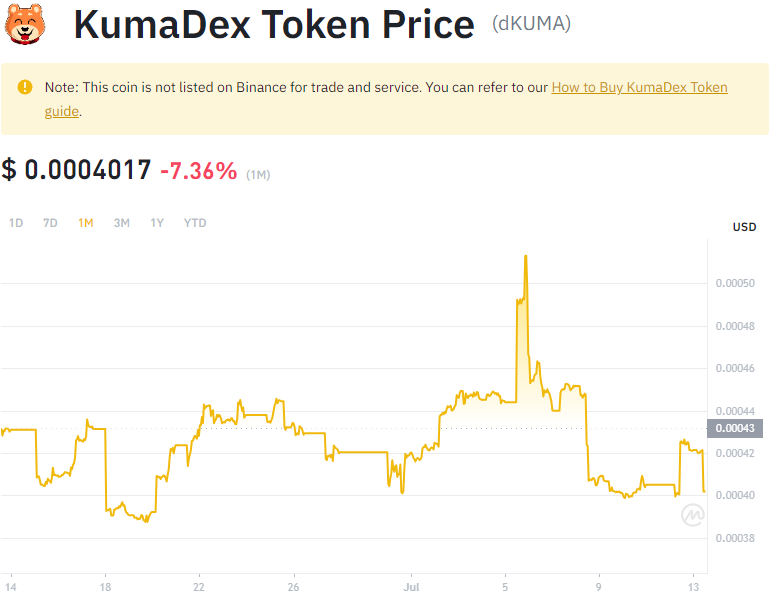 KumaDex Token Price (dKUMA)
Note: This coin is not listed on Binance for trade and service. You can refer to our How to Buy KumaDex Token
guide.
$ 0.0004017 -7.36% (1M)
1D 7D 1M 3M 1Y YTD
USD
0.00050
0.00048
0.00046
0.00044
0.00043
0.00042
0.00040
0.00038
14 18 22 26 Jul 5 9 13